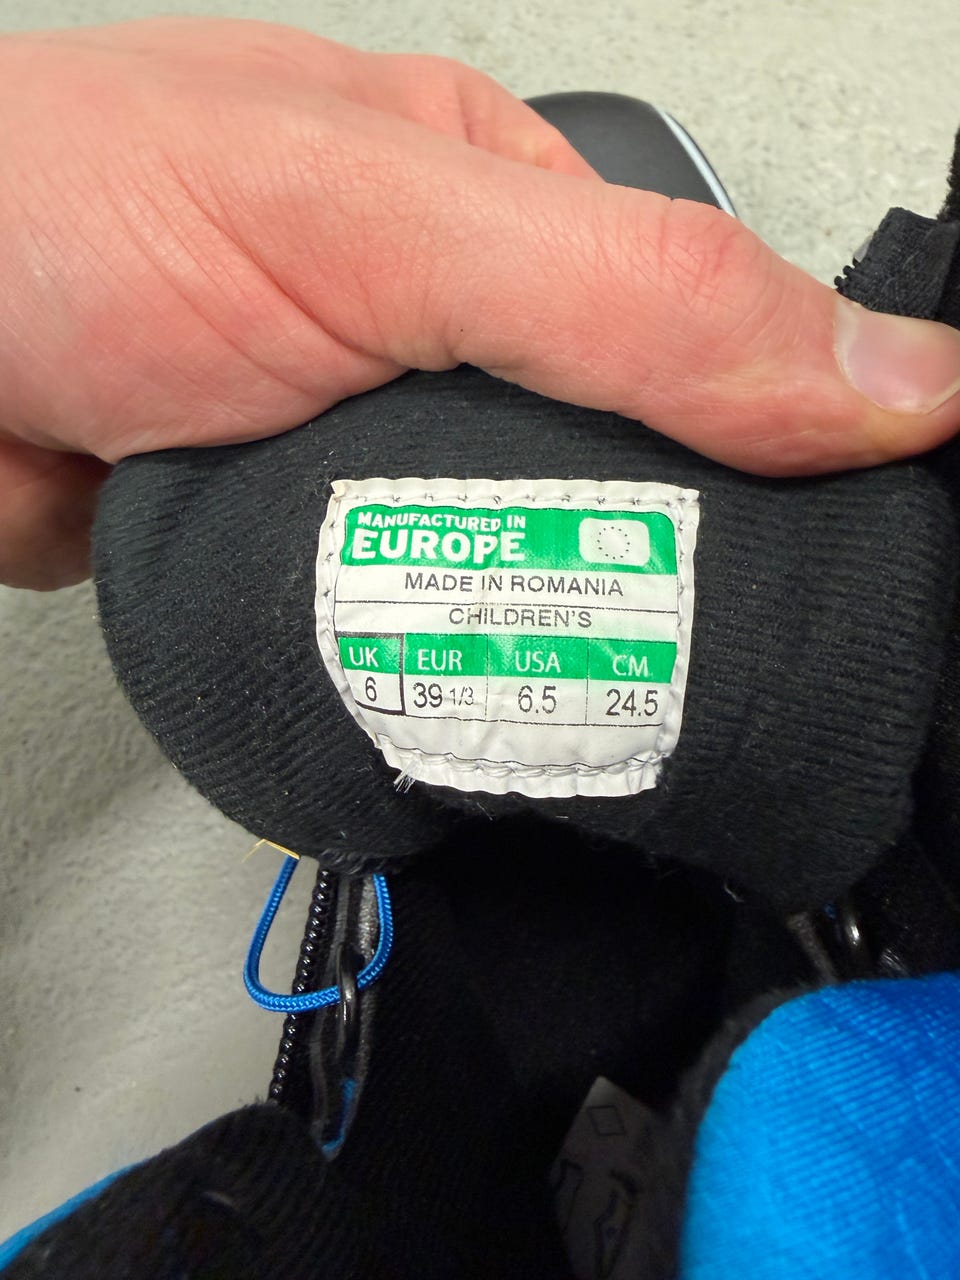 MANUFACTURED IN
EUROPE
MADE IN ROMANIA
CHILDREN'S
UK EUR USA CM
6 39 1/3 6.5 24.5